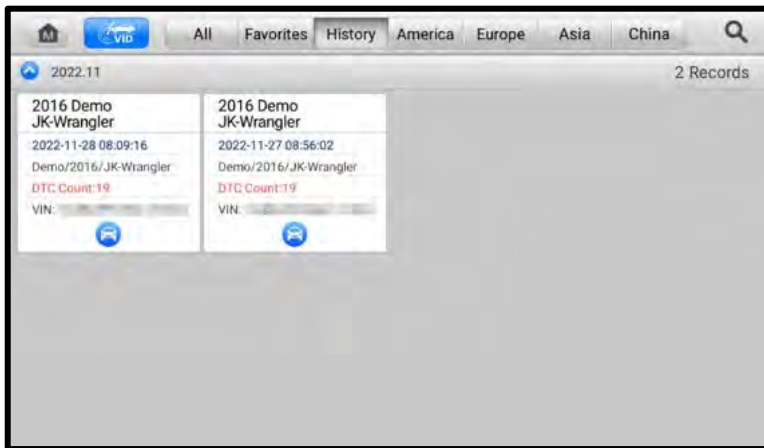 M VID All Favorites History America Europe Asia China
2022.11 2 Records
2016 Demo
JK-Wrangler
2022-11-28 08:09:16
Demo/2016/JK-Wrangler
DTC Count:19
VIN:
2016 Demo
JK-Wrangler
2022-11-27 08:56:02
Demo/2016/JK-Wrangler
DTC Count:19
VIN: